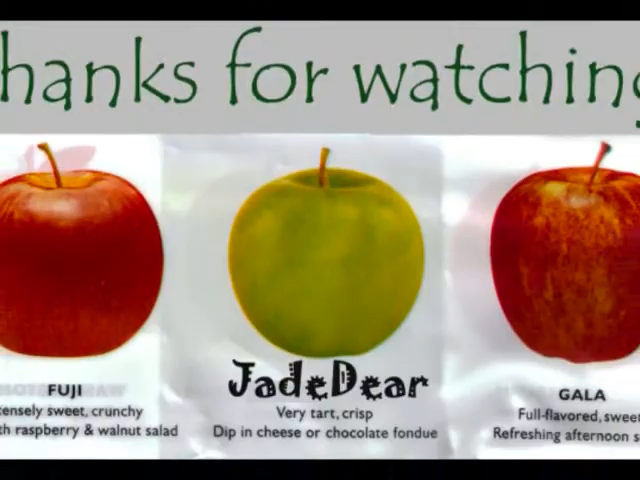 hanks for watching
FUJI
tensely sweet, crunchy
th raspberry & walnut salad
JadeDear
Very tart, crisp
Dip in cheese or chocolate fondue
GALA
Full-flavored, sweet
Refreshing afternoon s